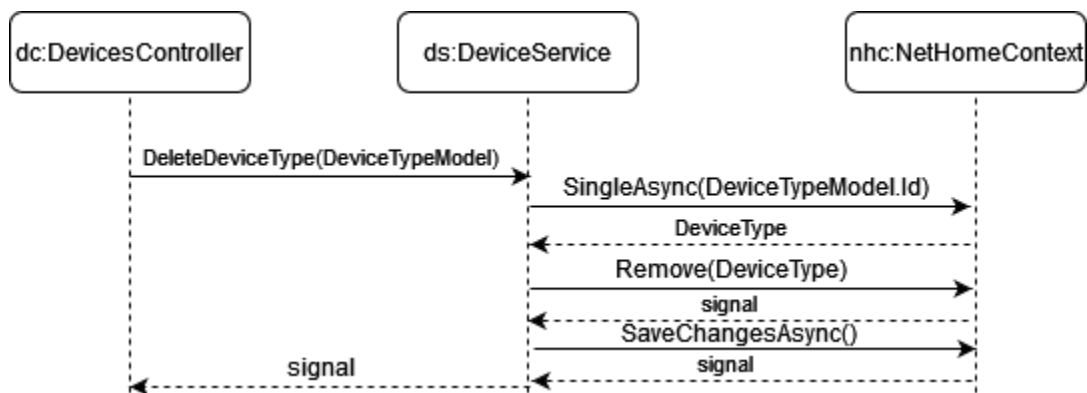 dc:DevicesController
ds:DeviceService
nhc:NetHomeContext
DeleteDeviceType(DeviceTypeModel)
SingleAsync(DeviceTypeModel.Id)
DeviceType
Remove(DeviceType)
signal
SaveChangesAsync()
signal
signal